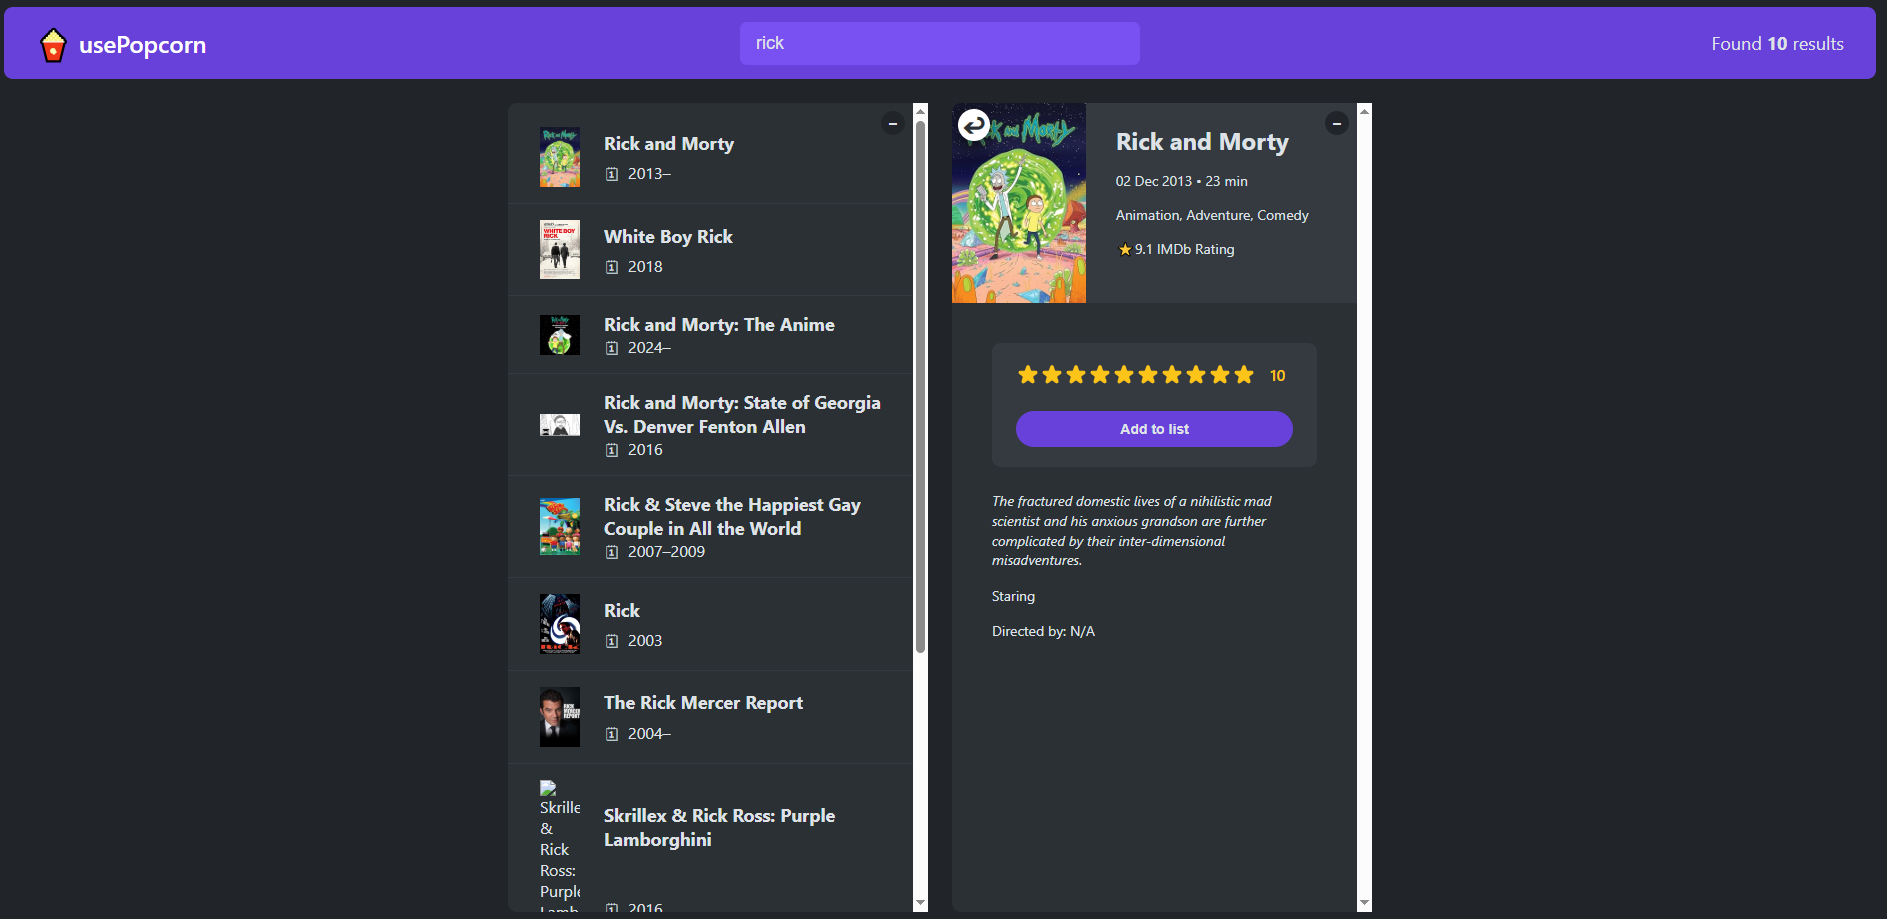 usePopcorn
rick
Found 10 results
Rick and Morty
2013–
White Boy Rick
2018
Rick and Morty: The Anime
2024–
Rick and Morty: State of Georgia
Vs. Denver Fenton Allen
2016
Rick & Steve the Happiest Gay
Couple in All the World
2007–2009
Rick
2003
The Rick Mercer Report
2004–
Skrille
&
Rick
Ross:
Purple
Lamb
Skrillex & Rick Ross: Purple
Lamborghini
2016
Rick and Morty
Rick and Morty
02 Dec 2013 • 23 min
Animation, Adventure, Comedy
9.1 IMDb Rating
10
Add to list
The fractured domestic lives of a nihilistic mad
scientist and his anxious grandson are further
complicated by their inter-dimensional
misadventures.
Staring
Directed by: N/A